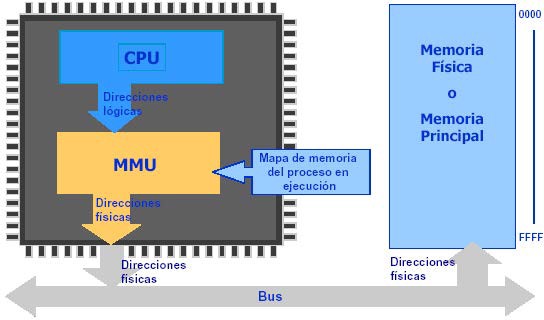 CPU
Direcciones
lógicas
MMU
Mapa de memoria
del proceso en
ejecución
Direcciones
físicas
Direcciones
físicas
Bus
Memoria
Física
o
Memoria
Principal
0000
FFFF
Direcciones
físicas